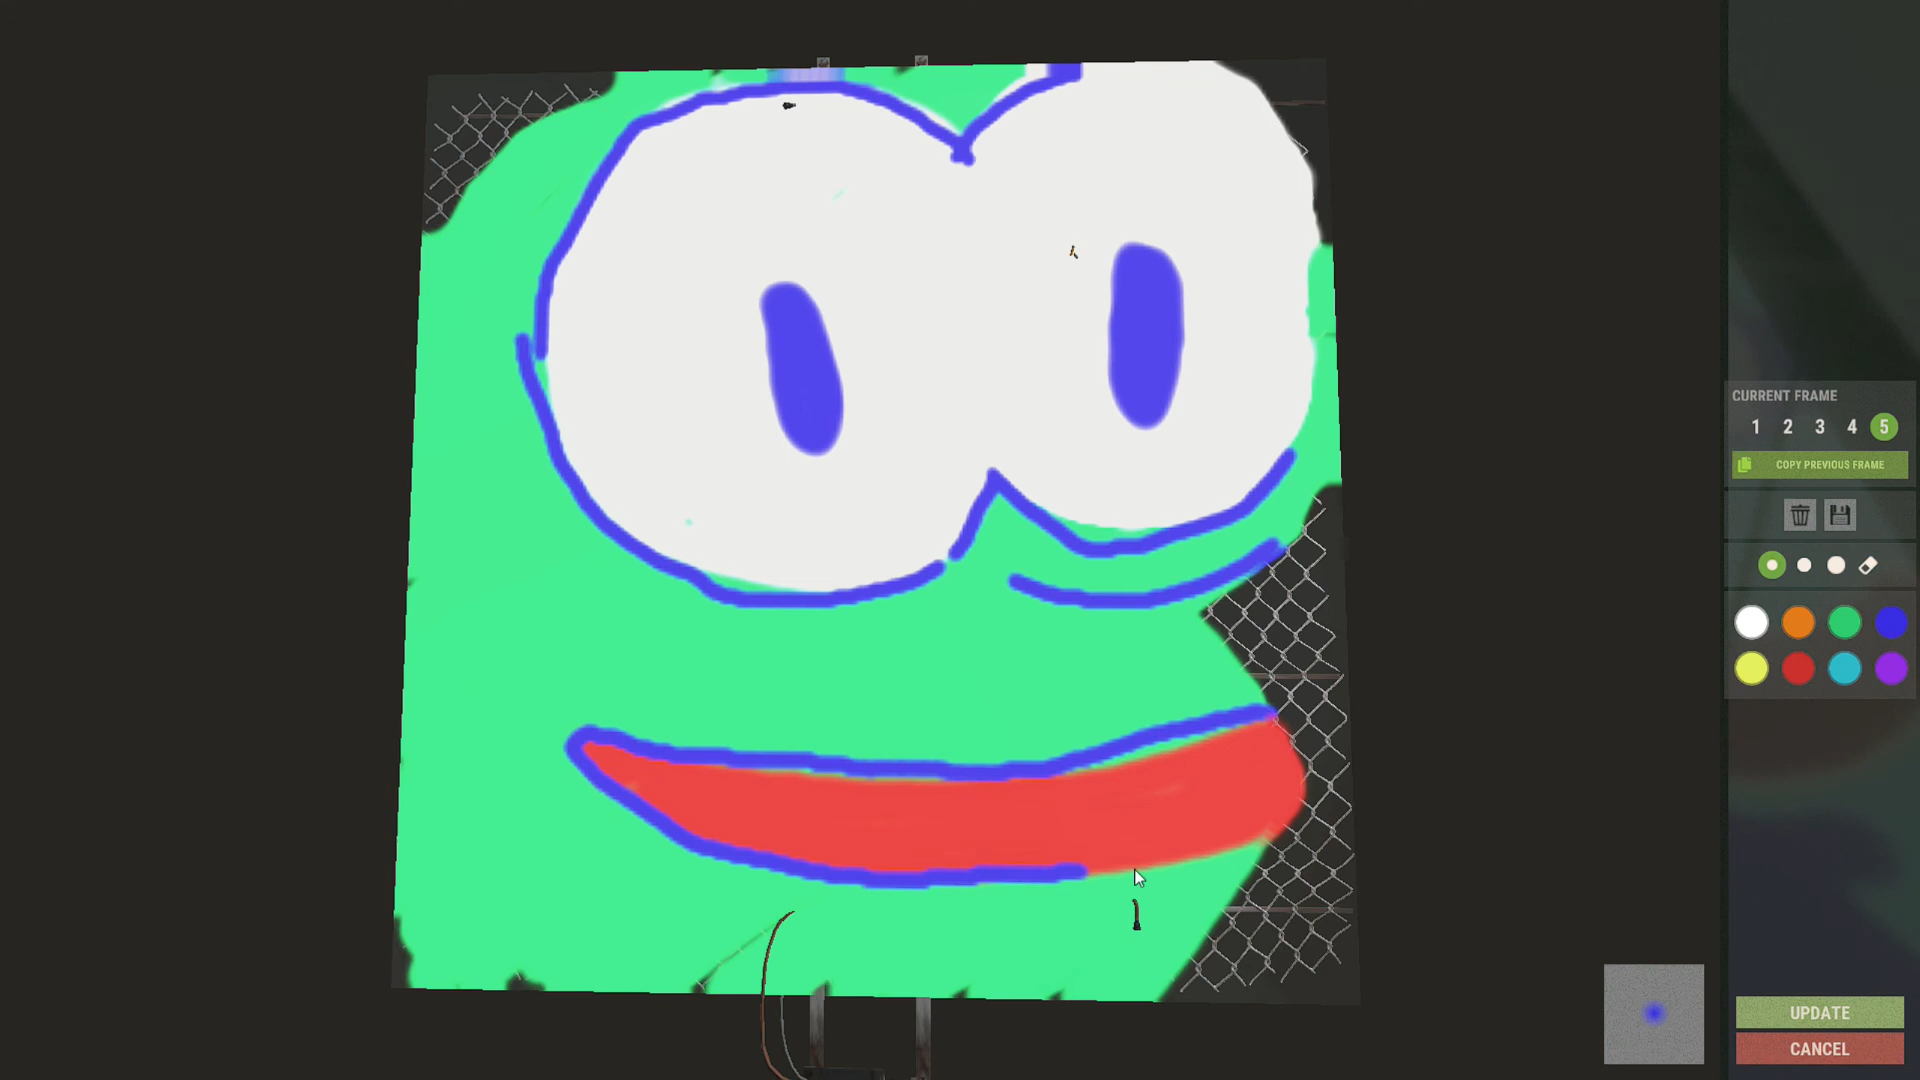 CURRENT FRAME
1 2 3 4 5
COPY PREVIOUS FRAME
UPDATE
CANCEL